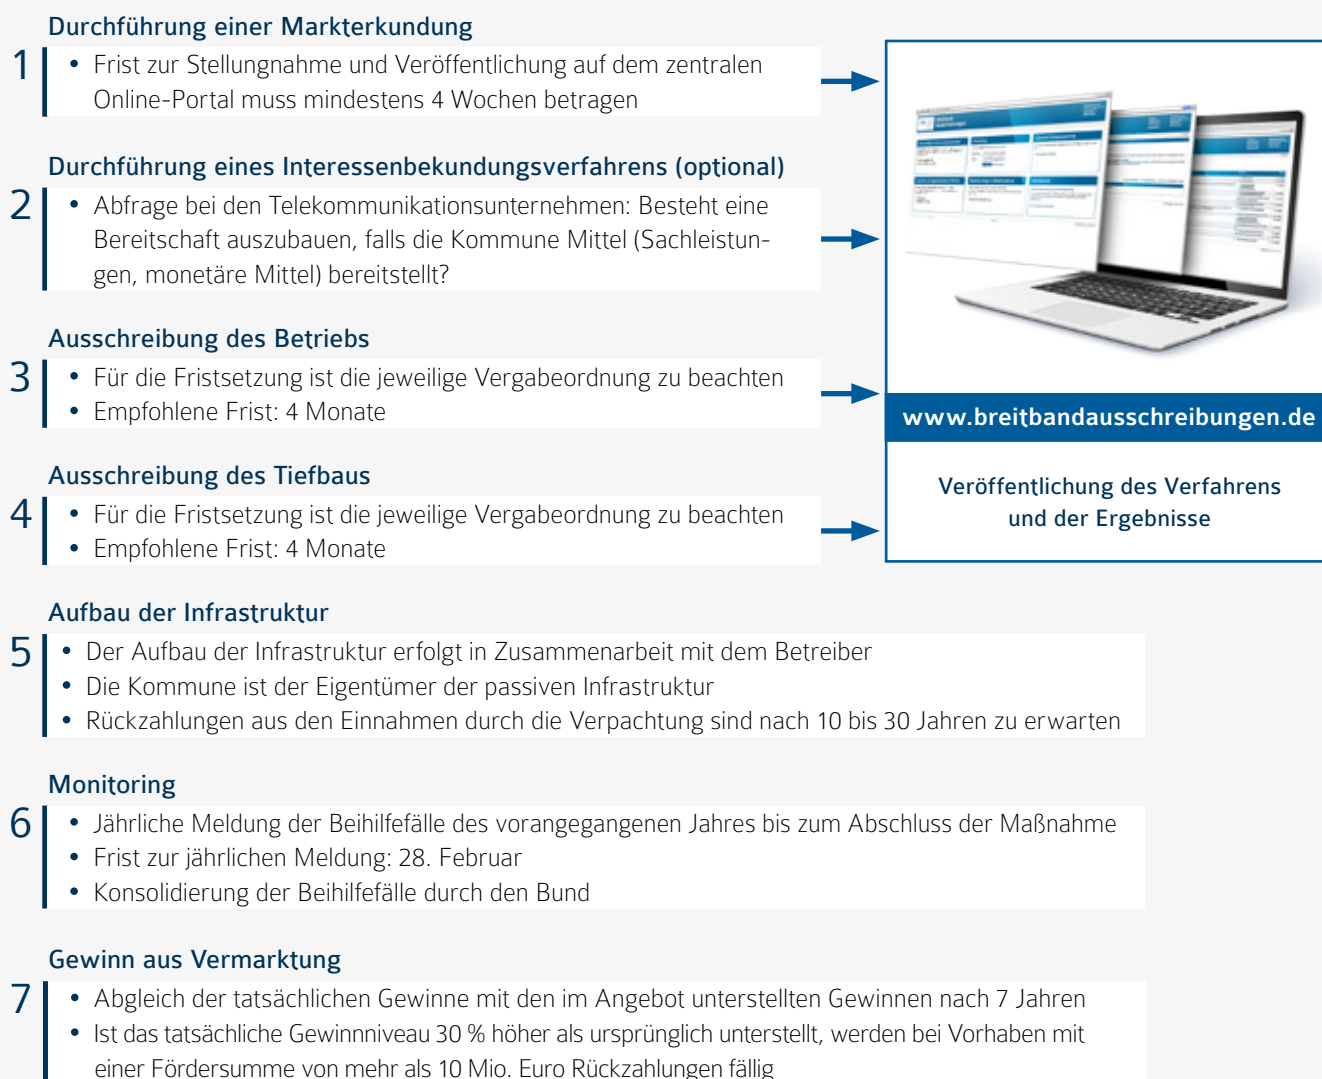 Durchführung einer Markterkundung
1
• Frist zur Stellungnahme und Veröffentlichung auf dem zentralen
Online-Portal muss mindestens 4 Wochen betragen
Durchführung eines Interessenbekundungsverfahrens (optional)
2
• Abfrage bei den Telekommunikationsunternehmen: Besteht eine
Bereitschaft auszubauen, falls die Kommune Mittel (Sachleistun-
gen, monetäre Mittel) bereitstellt?
Ausschreibung des Betriebs
3
• Für die Fristsetzung ist die jeweilige Vergabeordnung zu beachten
• Empfohlene Frist: 4 Monate
Ausschreibung des Tiefbaus
4
• Für die Fristsetzung ist die jeweilige Vergabeordnung zu beachten
• Empfohlene Frist: 4 Monate
www.breitbandausschreibungen.de
Veröffentlichung des Verfahrens
und der Ergebnisse
Aufbau der Infrastruktur
5
• Der Aufbau der Infrastruktur erfolgt in Zusammenarbeit mit dem Betreiber
• Die Kommune ist der Eigentümer der passiven Infrastruktur
• Rückzahlungen aus den Einnahmen durch die Verpachtung sind nach 10 bis 30 Jahren zu erwarten
Monitoring
6
• Jährliche Meldung der Beihilfefälle des vorangegangenen Jahres bis zum Abschluss der Maßnahme
• Frist zur jährlichen Meldung: 28. Februar
• Konsolidierung der Beihilfefälle durch den Bund
Gewinn aus Vermarktung
7
• Abgleich der tatsächlichen Gewinne mit den im Angebot unterstellten Gewinnen nach 7 Jahren
• Ist das tatsächliche Gewinnniveau 30 % höher als ursprünglich unterstellt, werden bei Vorhaben mit
einer Fördersumme von mehr als 10 Mio. Euro Rückzahlungen fällig